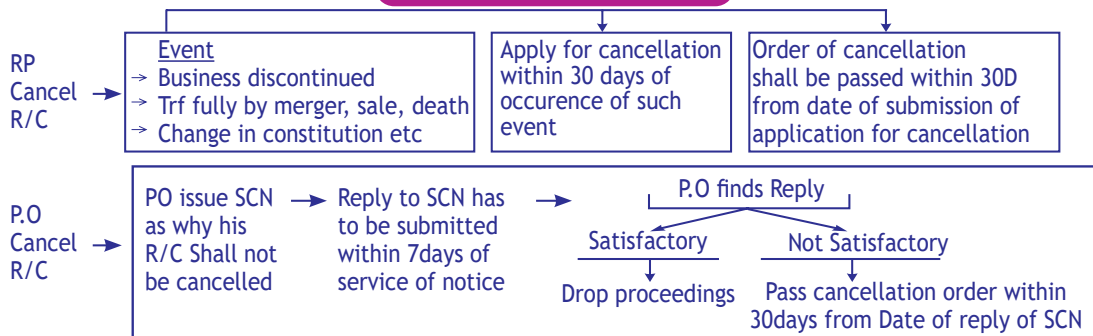 RP
Cancel
R/C
Event
→ Business discontinued
→ Trf fully by merger, sale, death
→ Change in constitution etc
Apply for cancellation
within 30 days of
occurence of such
event
Order of cancellation
shall be passed within 30D
from date of submission of
application for cancellation
P.O
Cancel
R/C
PO issue SCN
as why his
R/C Shall not
be cancelled
Reply to SCN has
to be submitted
within 7days of
service of notice
P.O finds Reply
Satisfactory
Drop proceedings
Not Satisfactory
Pass cancellation order within
30days from Date of reply of SCN